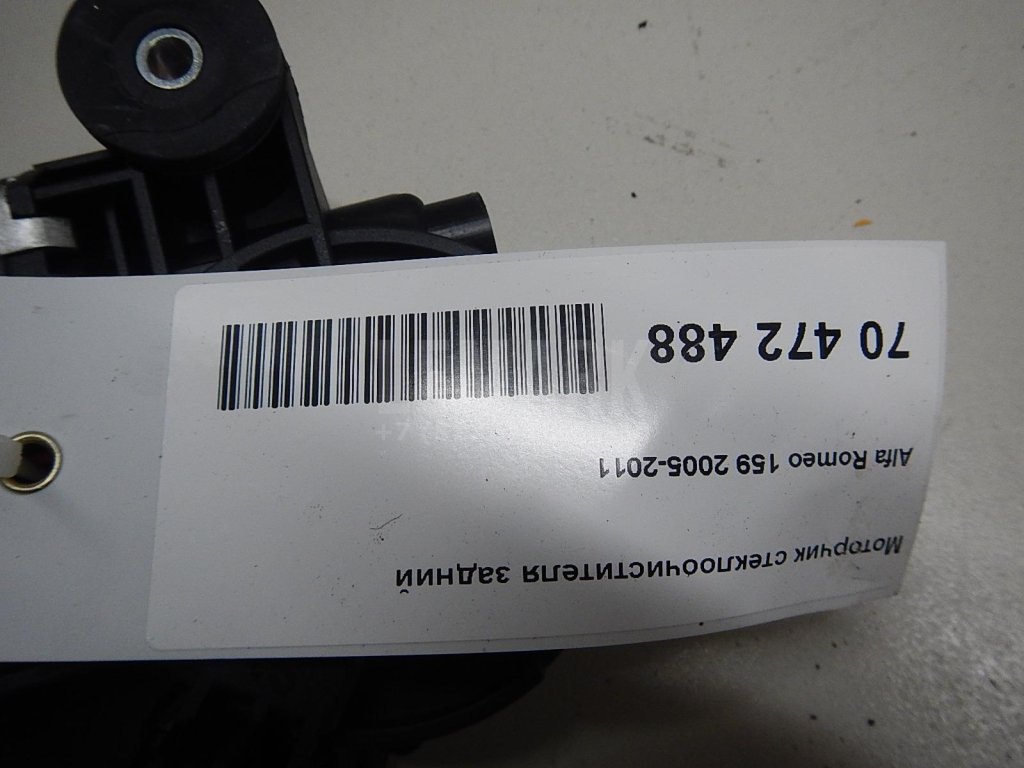 Моторчик стеклоочистителя задний
Alfa Romeo 159 2005-2011
70 472 488